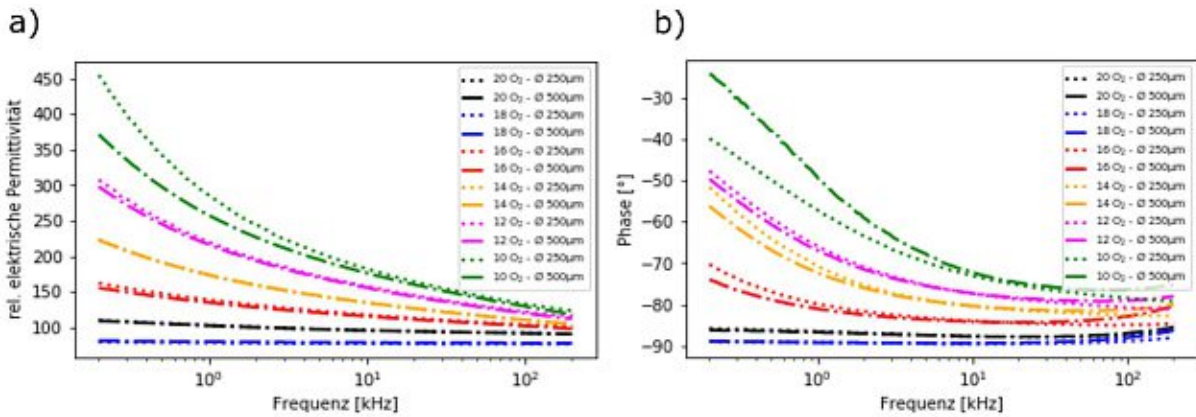 a)
rel. elektrische Permittivität
450
400
350
300
250
200
150
100
10⁰
10¹
10²
Frequenz [kHz]
20 O₂ - Ø 250µm
20 O₂ - Ø 500µm
18 O₂ - Ø 250µm
18 O₂ - Ø 500µm
16 O₂ - Ø 250µm
16 O₂ - Ø 500µm
14 O₂ - Ø 250µm
14 O₂ - Ø 500µm
12 O₂ - Ø 250µm
12 O₂ - Ø 500µm
10 O₂ - Ø 250µm
10 O₂ - Ø 500µm
b)
Phase [°]
−30
−40
−50
−60
−70
−80
−90
10⁰
10¹
10²
Frequenz [kHz]
20 O₂ - Ø 250µm
20 O₂ - Ø 500µm
18 O₂ - Ø 250µm
18 O₂ - Ø 500µm
16 O₂ - Ø 250µm
16 O₂ - Ø 500µm
14 O₂ - Ø 250µm
14 O₂ - Ø 500µm
12 O₂ - Ø 250µm
12 O₂ - Ø 500µm
10 O₂ - Ø 250µm
10 O₂ - Ø 500µm